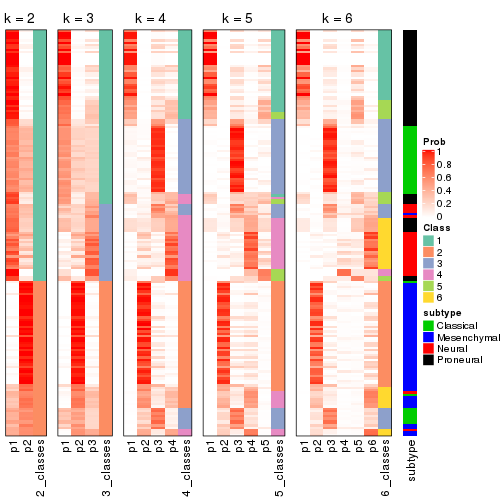 k = 2
k = 3
k = 4
k = 5
k = 6
Prob
1
0.8
0.6
0.4
0.2
0
Class
1
2
3
4
5
6
subtype
Classical
Mesenchymal
Neural
Proneural
p1
p2
2_classes
p1
p2
p3
3_classes
p1
p2
p3
p4
4_classes
p1
p2
p3
p4
p5
5_classes
p1
p2
p3
p4
p5
p6
6_classes
subtype